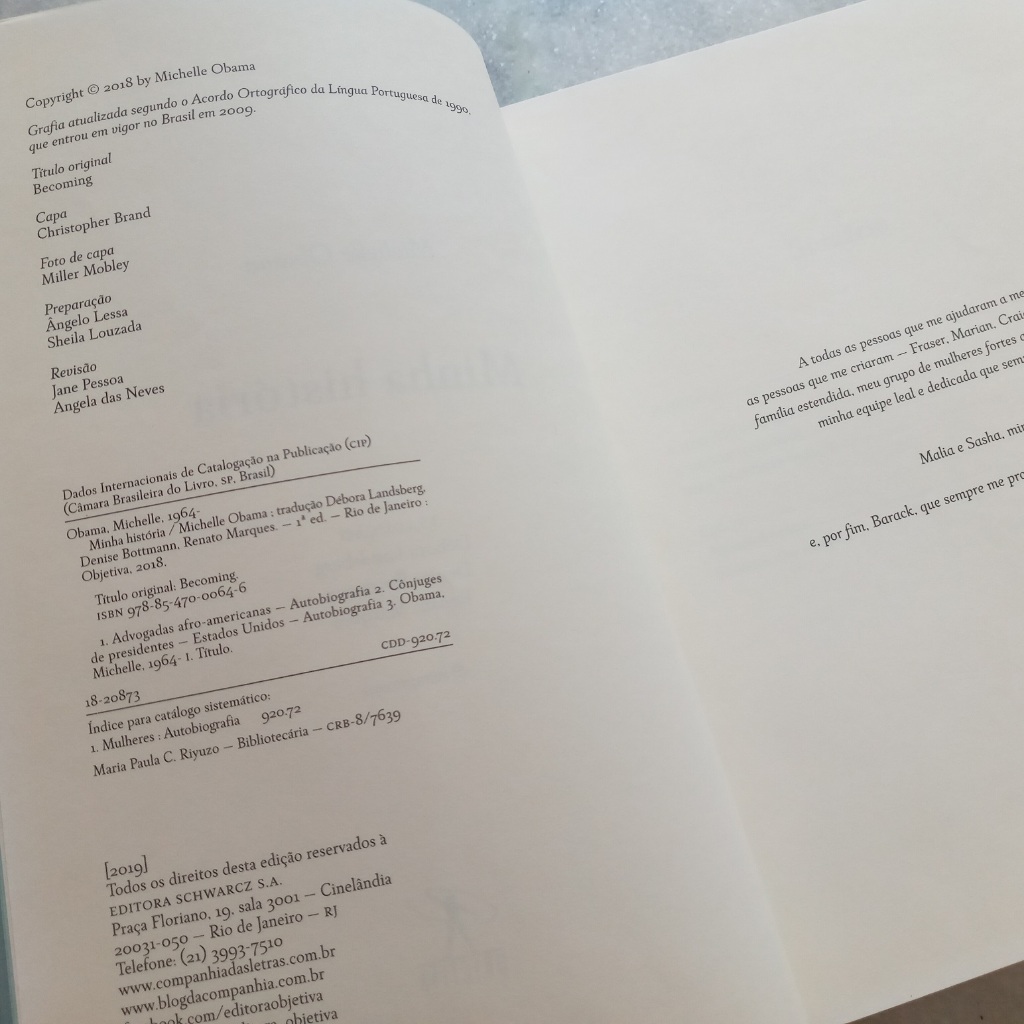 Copyright © 2018 by Michelle Obama
Grafia atualizada segundo o Acordo Ortográfico da Língua Portuguesa de 1990,
que entrou em vigor no Brasil em 2009.
Título original
Becoming
Capa
Christopher Brand
Foto de capa
Miller Mobley
Preparação
Ângelo Lessa
Sheila Louzada
Revisão
Jane Pessoa
Angela das Neves
Dados Internacionais de Catalogação na Publicação (CIP)
(Câmara Brasileira do Livro, SP, Brasil)
Obama, Michelle, 1964-
Minha história / Michelle Obama ; tradução Débora Landsberg,
Denise Bottmann, Renato Marques. — 1ª ed. — Rio de Janeiro :
Objetiva, 2018.
Título original: Becoming.
ISBN 978-85-470-0064-6
1. Advogadas afro-americanas — Autobiografia 2. Cônjuges
de presidentes — Estados Unidos — Autobiografia 3. Obama,
Michelle, 1964- I. Título.
18-20873 CDD-920.72
Índice para catálogo sistemático:
1. Mulheres : Autobiografia 920.72
Maria Paula C. Riyuzo — Bibliotecária — CRB-8/7639
[2019]
Todos os direitos desta edição reservados à
EDITORA SCHWARCZ S.A.
Praça Floriano, 19, sala 3001 — Cinelândia
20031-050 — Rio de Janeiro — RJ
Telefone: (21) 3993-7510
www.companhiadasletras.com.br
www.blogdacompanhia.com.br
facebook.com/editoraobjetiva
objetiva
A todas as pessoas que me ajudaram a me
as pessoas que me criaram — Fraser, Marian, Craig
família estendida, meu grupo de mulheres fortes
minha equipe leal e dedicada que sem
Malia e Sasha, min
e, por fim, Barack, que sempre me pro